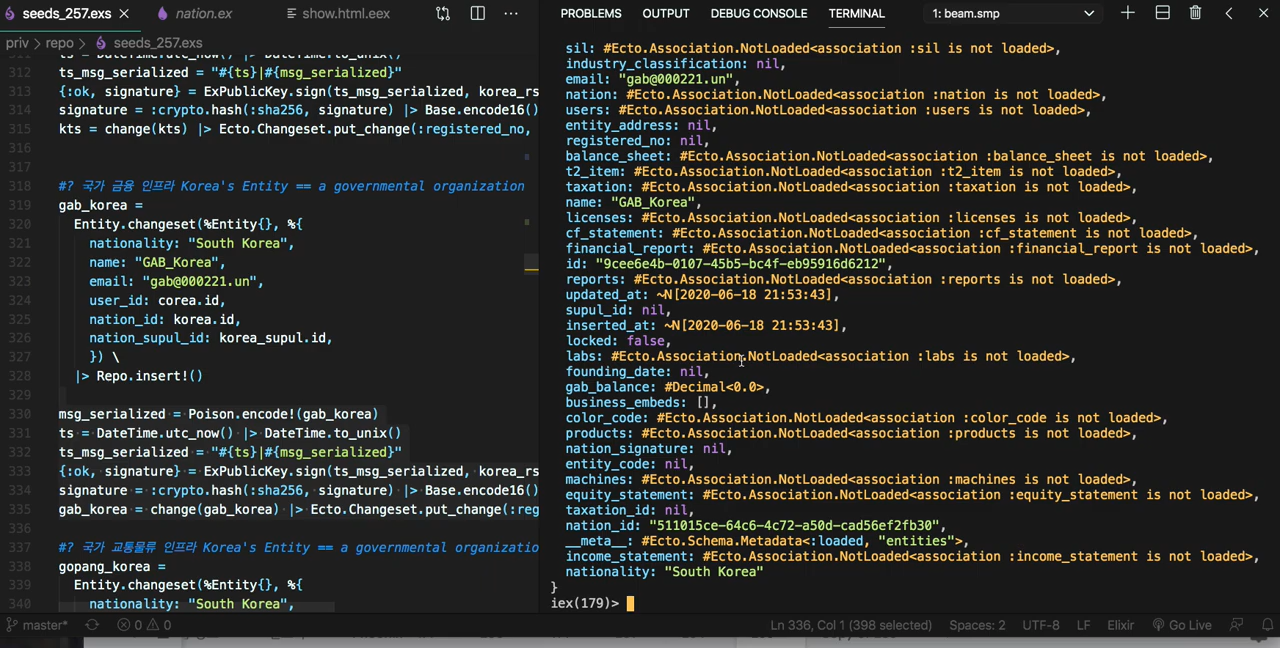 seeds_257.exs
nation.ex
show.html.eex
PROBLEMS OUTPUT DEBUG CONSOLE TERMINAL 1: beam.smp
priv > repo > seeds_257.exs
312 ts_msg_serialized = "#{ts}|#{msg_serialized}"
313 {:ok, signature} = ExPublicKey.sign(ts_msg_serialized, korea_rs
314 signature = :crypto.hash(:sha256, signature) |> Base.encode16()
315 kts = change(kts) |> Ecto.Changeset.put_change(:registered_no,
316
317
318 #? 국가 금융 인프라 Korea's Entity == a governmental organization
319 gab_korea =
320 Entity.changeset(%Entity{}, %{
321 nationality: "South Korea",
322 name: "GAB_Korea",
323 email: "gab@000221.un",
324 user_id: corea.id,
325 nation_id: korea.id,
326 nation_supul_id: korea_supul.id,
327 }) \
328 |> Repo.insert!()
329
330 msg_serialized = Poison.encode!(gab_korea)
331 ts = DateTime.utc_now() |> DateTime.to_unix()
332 ts_msg_serialized = "#{ts}|#{msg_serialized}"
333 {:ok, signature} = ExPublicKey.sign(ts_msg_serialized, korea_rs
334 signature = :crypto.hash(:sha256, signature) |> Base.encode16()
335 gab_korea = change(gab_korea) |> Ecto.Changeset.put_change(:reg
336
337 #? 국가 교통물류 인프라 Korea's Entity == a governmental organizatio
338 gopang_korea =
339 Entity.changeset(%Entity{}, %{
340 nationality: "South Korea",
sil: #Ecto.Association.NotLoaded<association :sil is not loaded>,
industry_classification: nil,
email: "gab@000221.un",
nation: #Ecto.Association.NotLoaded<association :nation is not loaded>,
users: #Ecto.Association.NotLoaded<association :users is not loaded>,
entity_address: nil,
registered_no: nil,
balance_sheet: #Ecto.Association.NotLoaded<association :balance_sheet is not loaded>,
t2_item: #Ecto.Association.NotLoaded<association :t2_item is not loaded>,
taxation: #Ecto.Association.NotLoaded<association :taxation is not loaded>,
name: "GAB_Korea",
licenses: #Ecto.Association.NotLoaded<association :licenses is not loaded>,
cf_statement: #Ecto.Association.NotLoaded<association :cf_statement is not loaded>,
financial_report: #Ecto.Association.NotLoaded<association :financial_report is not loaded>,
id: "9cee6e4b-0107-45b5-bc4f-eb95916d6212",
reports: #Ecto.Association.NotLoaded<association :reports is not loaded>,
updated_at: ~N[2020-06-18 21:53:43],
supul_id: nil,
inserted_at: ~N[2020-06-18 21:53:43],
locked: false,
labs: #Ecto.Association.NotLoaded<association :labs is not loaded>,
founding_date: nil,
gab_balance: #Decimal<0.0>,
business_embeds: [],
color_code: #Ecto.Association.NotLoaded<association :color_code is not loaded>,
products: #Ecto.Association.NotLoaded<association :products is not loaded>,
nation_signature: nil,
entity_code: nil,
machines: #Ecto.Association.NotLoaded<association :machines is not loaded>,
equity_statement: #Ecto.Association.NotLoaded<association :equity_statement is not loaded>,
taxation_id: nil,
nation_id: "511015ce-64c6-4c72-a50d-cad56ef2fb30",
__meta__: #Ecto.Schema.Metadata<:loaded, "entities">,
income_statement: #Ecto.Association.NotLoaded<association :income_statement is not loaded>,
nationality: "South Korea"
}
iex(179)>
master* 0 0 Ln 336, Col 1 (398 selected) Spaces: 2 UTF-8 LF Elixir Go Live